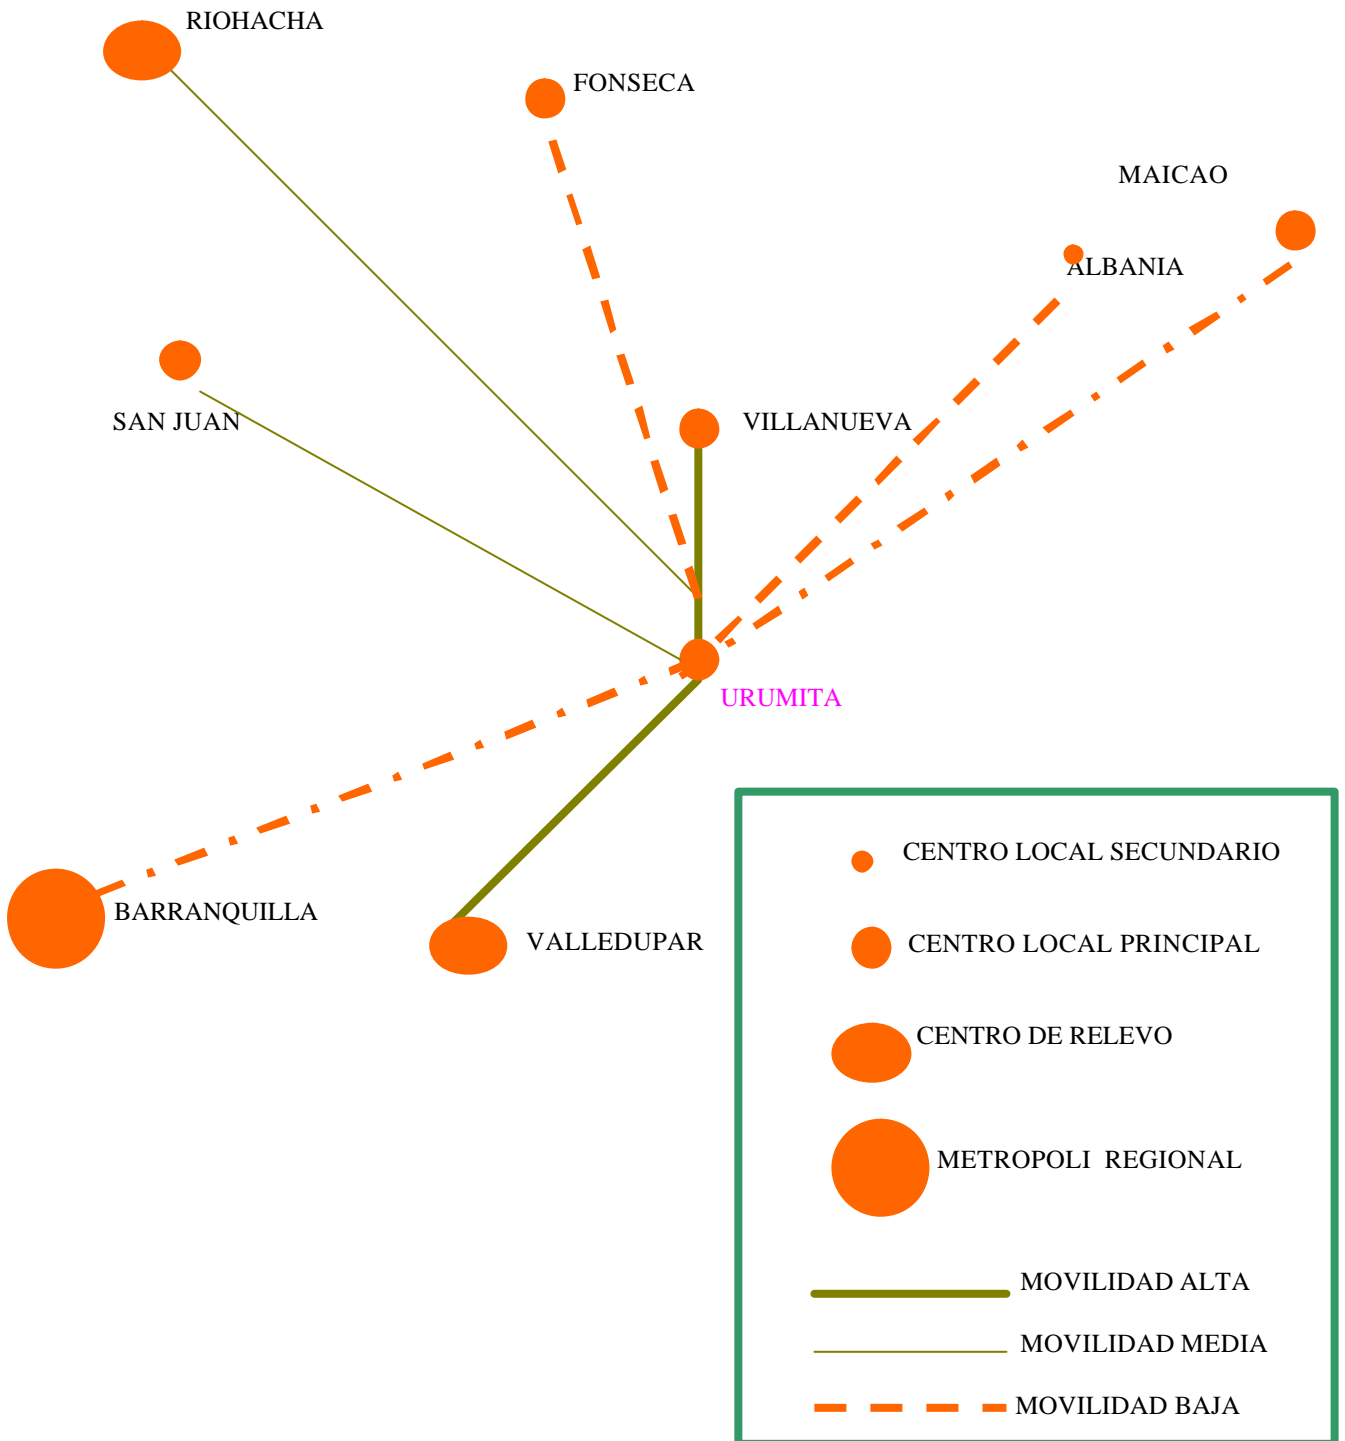 RIOHACHA
FONSECA
MAICAO
ALBANIA
SAN JUAN
VILLANUEVA
URUMITA
BARRANQUILLA
VALLEDUPAR
CENTRO LOCAL SECUNDARIO
CENTRO LOCAL PRINCIPAL
CENTRO DE RELEVO
METROPOLI REGIONAL
MOVILIDAD ALTA
MOVILIDAD MEDIA
MOVILIDAD BAJA